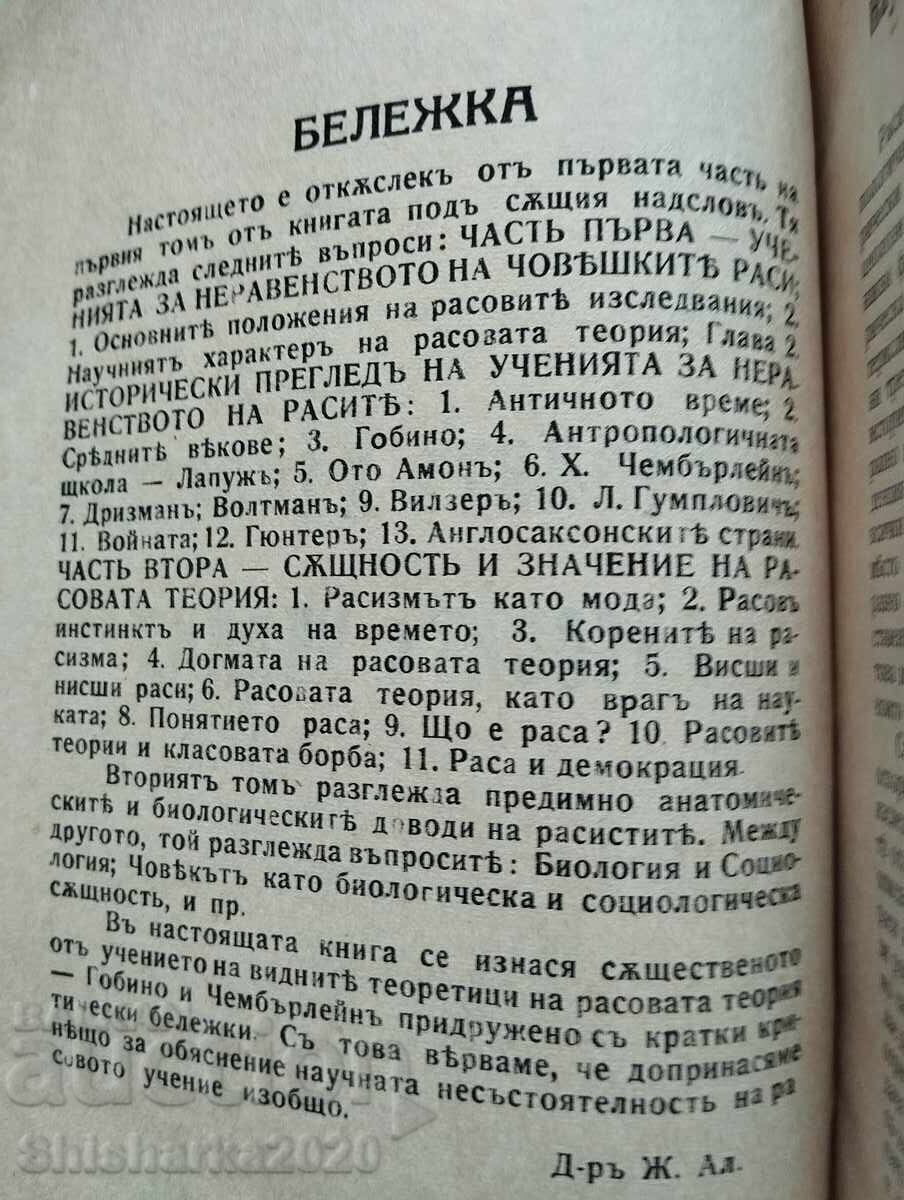 БЕЛЕЖКА
Настоящето е откѫслекъ отъ първата часть на
първия томъ отъ книгата подъ сѫщия надсловъ. Тя
разглежда следнитѣ въпроси: ЧАСТЬ ПЪРВА — УЧЕ-
НИЯТА ЗА НЕРАВЕНСТВОТО НА ЧОВѢШКИТѢ РАСИ;
1. Основнитѣ положения на расовитѣ изследвания; 2.
Научниятъ характеръ на расовата теория; Глава 2.
ИСТОРИЧЕСКИ ПРЕГЛЕДЪ НА УЧЕНИЯТА ЗА НЕРА-
ВЕНСТВОТО НА РАСИТѢ: 1. Античното време; 2.
Срѣднитѣ вѣкове; 3. Гобино; 4. Антропологичната
щкола — Лапужъ; 5. Ото Амонъ; 6. Х. Чембърлейнъ;
7. Дризманъ; Волтманъ; 9. Вилзеръ; 10. Л. Гумпловичъ;
11. Войната; 12. Гюнтеръ; 13. Англосаксонскитѣ страни.
ЧАСТЬ ВТОРА — СѪЩНОСТЬ И ЗНАЧЕНИЕ НА РА-
СОВАТА ТЕОРИЯ: 1. Расизмътъ като мода; 2. Расовъ
инстинктъ и духа на времето; 3. Коренитѣ на ра-
сизма; 4. Догмата на расовата теория; 5. Висши и
нисши раси; 6. Расовата теория, като врагъ на нау-
ката; 8. Понятието раса; 9. Що е раса? 10. Расовитѣ
теории и класовата борба; 11. Раса и демокрация.
Вториятъ томъ разглежда предимно анатомиче-
скитѣ и биологическитѣ доводи на раститѣ. Между
другото, той разглежда въпроситѣ: Биология и Социо-
логия; Човѣкътъ като биологическа и социологическа
сѫщность, и пр.
Въ настоящата книга се изнася сѫщественото
отъ учението на виднитѣ теоретици на расовата теория
— Гобино и Чембърлейнъ придружено съ кратки кри-
тически бележки. Съ това вѣрваме, че допринасяме
нѣщо за обяснение научната несъстоятелность на ра
совото учение изобщо.
Д-ръ Ж. Ал.
Shisharka2020